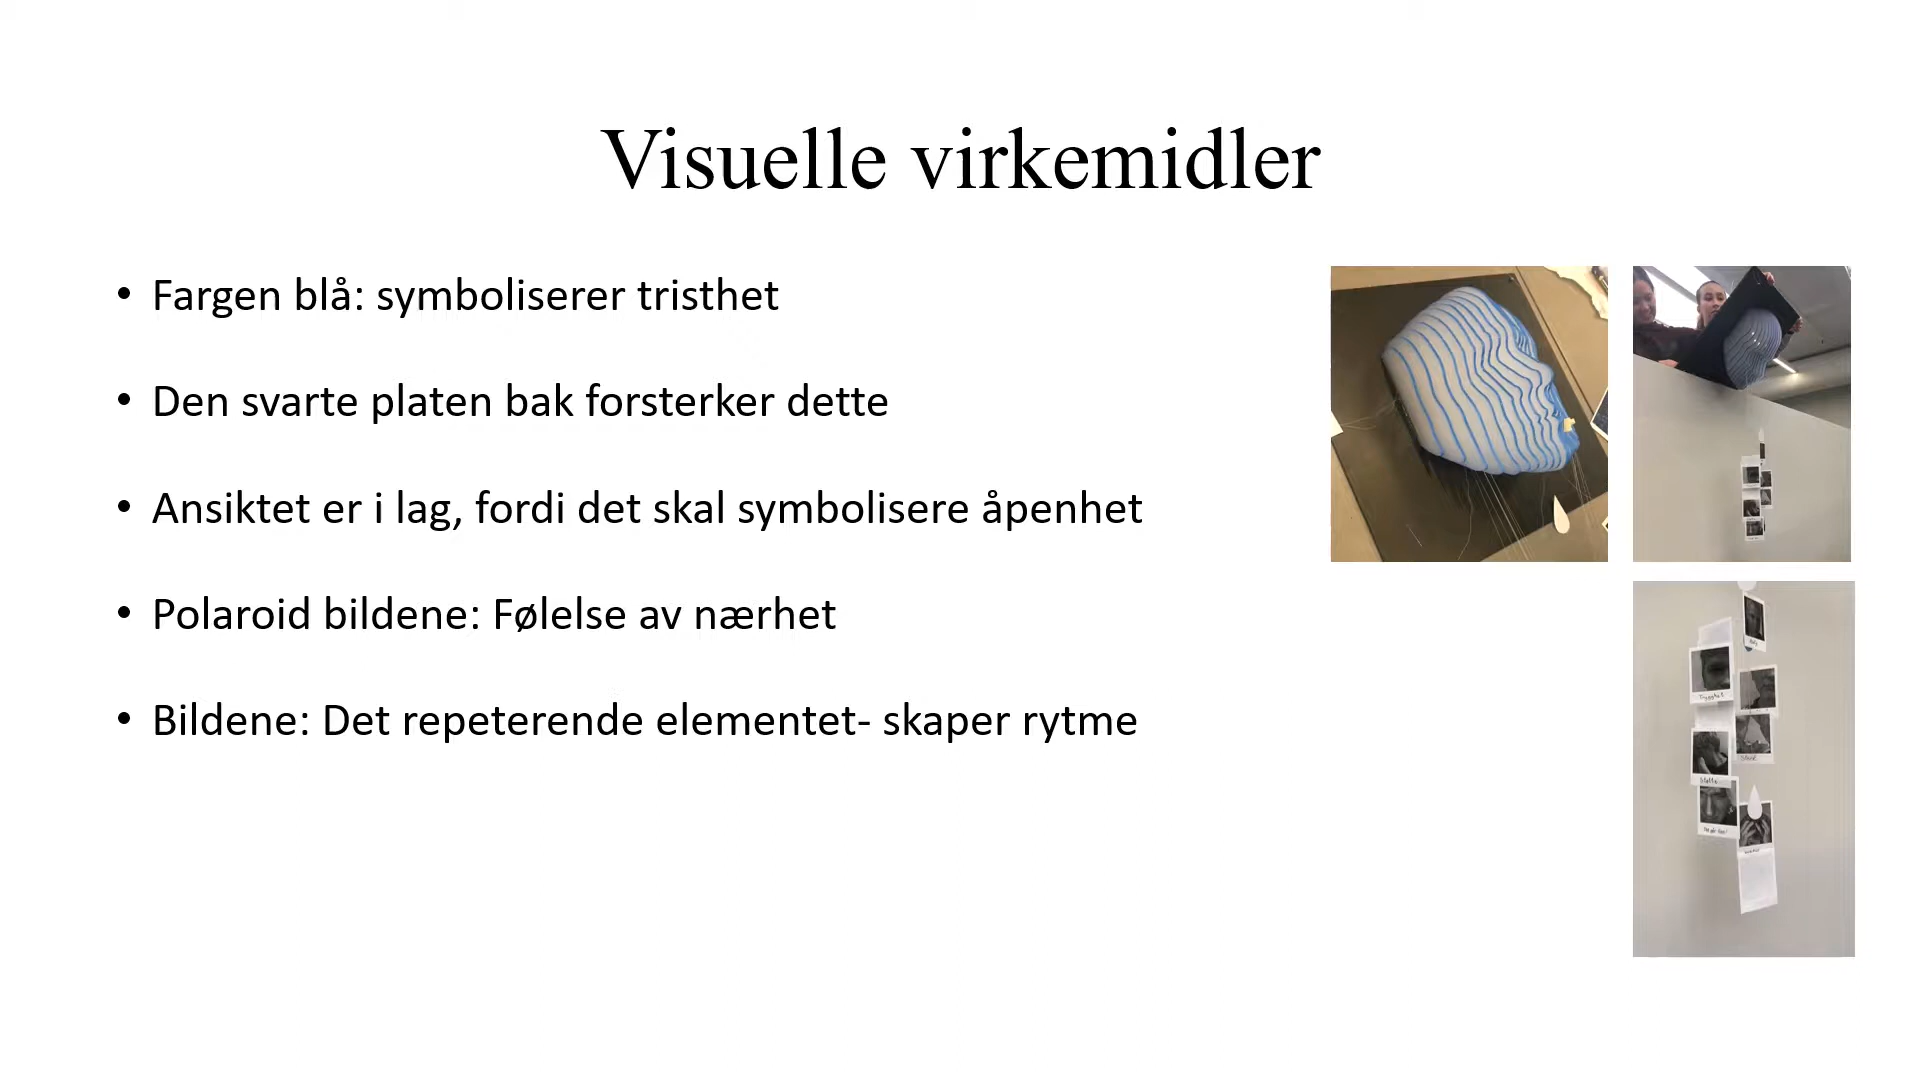 Visuelle virkemidler
• Fargen blå: symboliserer tristhet
• Den svarte platen bak forsterker dette
• Ansiktet er i lag, fordi det skal symbolisere åpenhet
• Polaroid bildene: Følelse av nærhet
• Bildene: Det repeterende elementet- skaper rytme